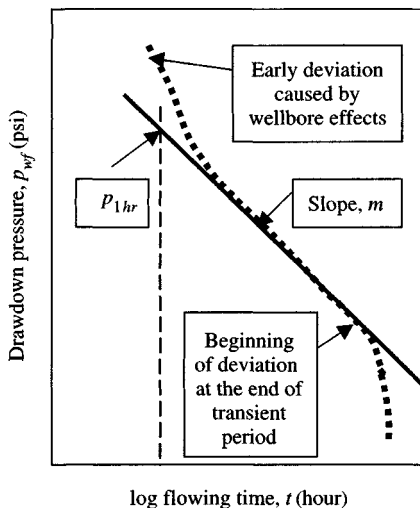 Early deviation
caused by
wellbore effects
p1hr
Slope, m
Beginning
of deviation
at the end of
transient
period
Drawdown pressure, pwf (psi)
log flowing time, t (hour)